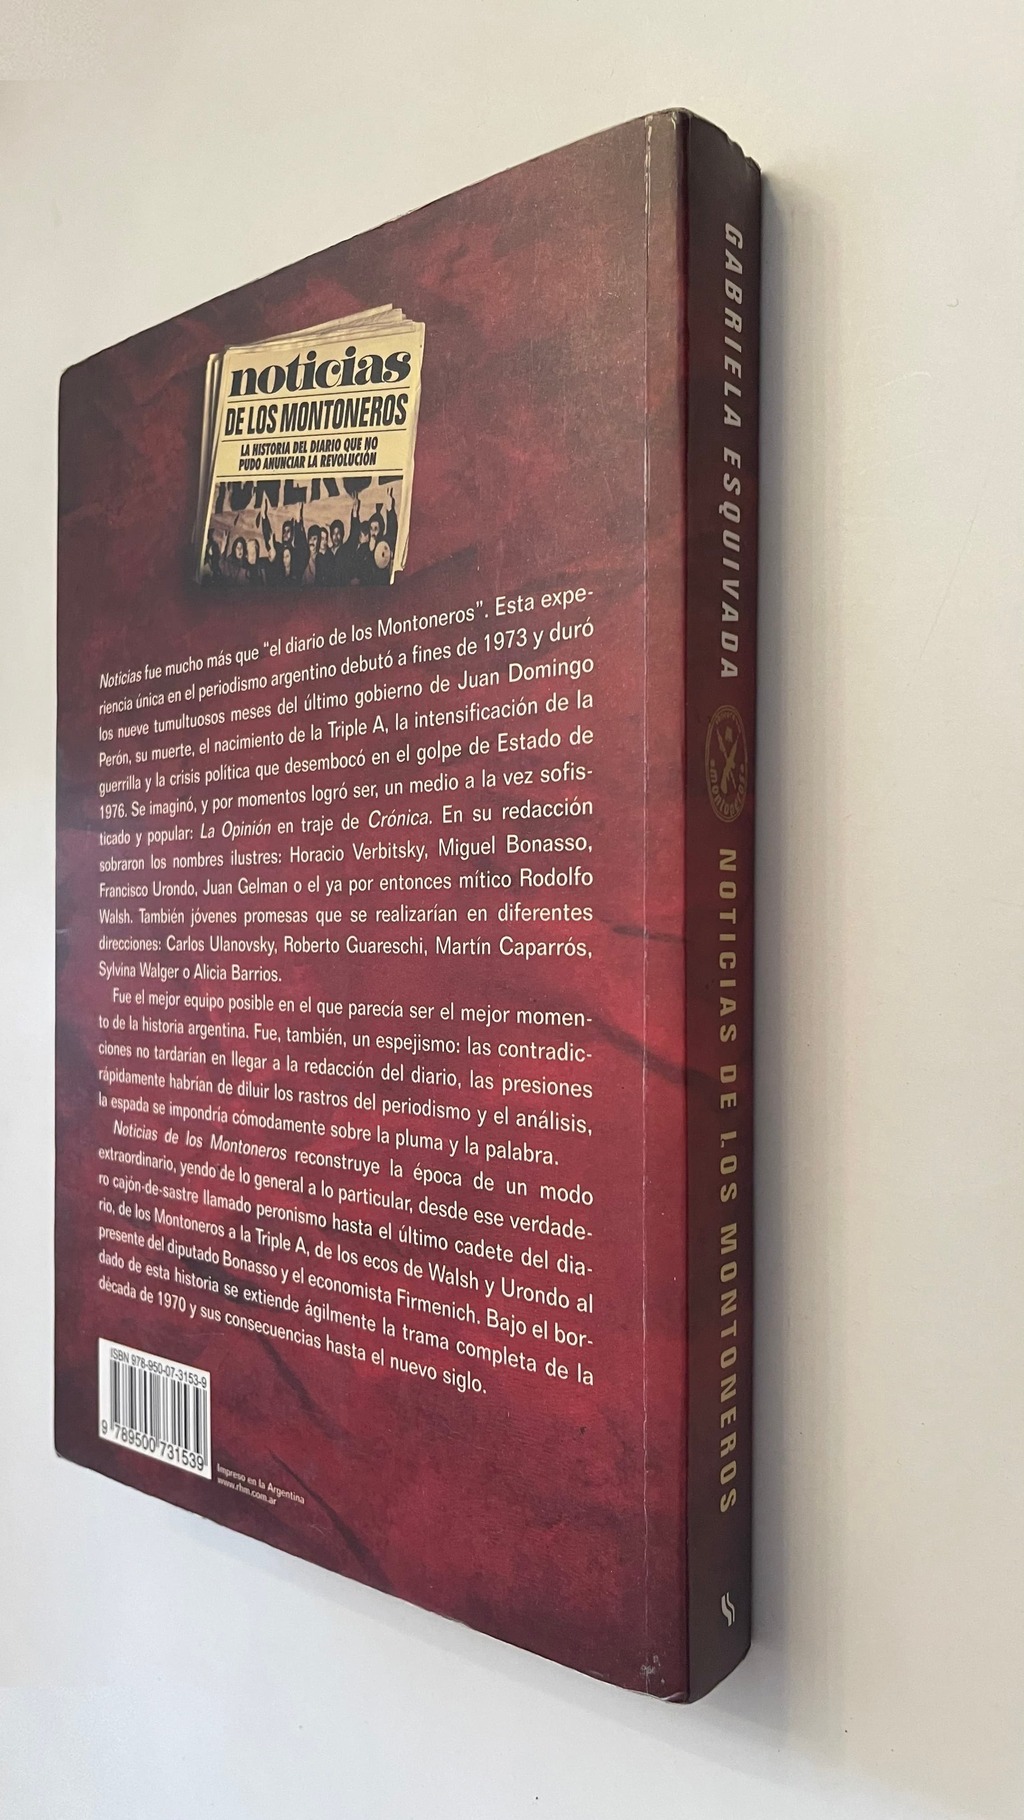 noticias
DE LOS MONTONEROS
LA HISTORIA DEL DIARIO QUE NO
PUDO ANUNCIAR LA REVOLUCIÓN
Noticias fue mucho más que "el diario de los Montoneros". Esta expe-
riencia única en el periodismo argentino debutó a fines de 1973 y duró
los nueve tumultuosos meses del último gobierno de Juan Domingo
Perón, su muerte, el nacimiento de la Triple A, la intensificación de la
guerrilla y la crisis política que desembocó en el golpe de Estado de
1976. Se imaginó, y por momentos logró ser, un medio a la vez sofis-
ticado y popular: La Opinión en traje de Crónica. En su redacción
sobraron los nombres ilustres: Horacio Verbitsky, Miguel Bonasso,
Francisco Urondo, Juan Gelman o el ya por entonces mítico Rodolfo
Walsh. También jóvenes promesas que se realizarían en diferentes
direcciones: Carlos Ulanovsky, Roberto Guareschi, Martín Caparrós,
Sylvina Walger o Alicia Barrios.
Fue el mejor equipo posible en el que parecía ser el mejor momen-
to de la historia argentina. Fue, también, un espejismo: las contradic-
ciones no tardarían en llegar a la redacción del diario, las presiones
rápidamente habrían de diluir los rastros del periodismo y el análisis,
la espada se impondría cómodamente sobre la pluma y la palabra.
Noticias de los Montoneros reconstruye la época de un modo
extraordinario, yendo de lo general a lo particular, desde ese verdade-
ro cajón-de-sastre llamado peronismo hasta el último cadete del dia-
rio, de los Montoneros a la Triple A, de los ecos de Walsh y Urondo al
presente del diputado Bonasso y el economista Firmenich. Bajo el bor-
dado de esta historia se extiende ágilmente la trama completa de la
década de 1970 y sus consecuencias hasta el nuevo siglo.
ISBN 978-950-07-3153-9
9 789500 731539
Impreso en la Argentina
www.rhm.com.ar
GABRIELA ESQUIVADA
montoneros
NOTICIAS DE LOS MONTONEROS